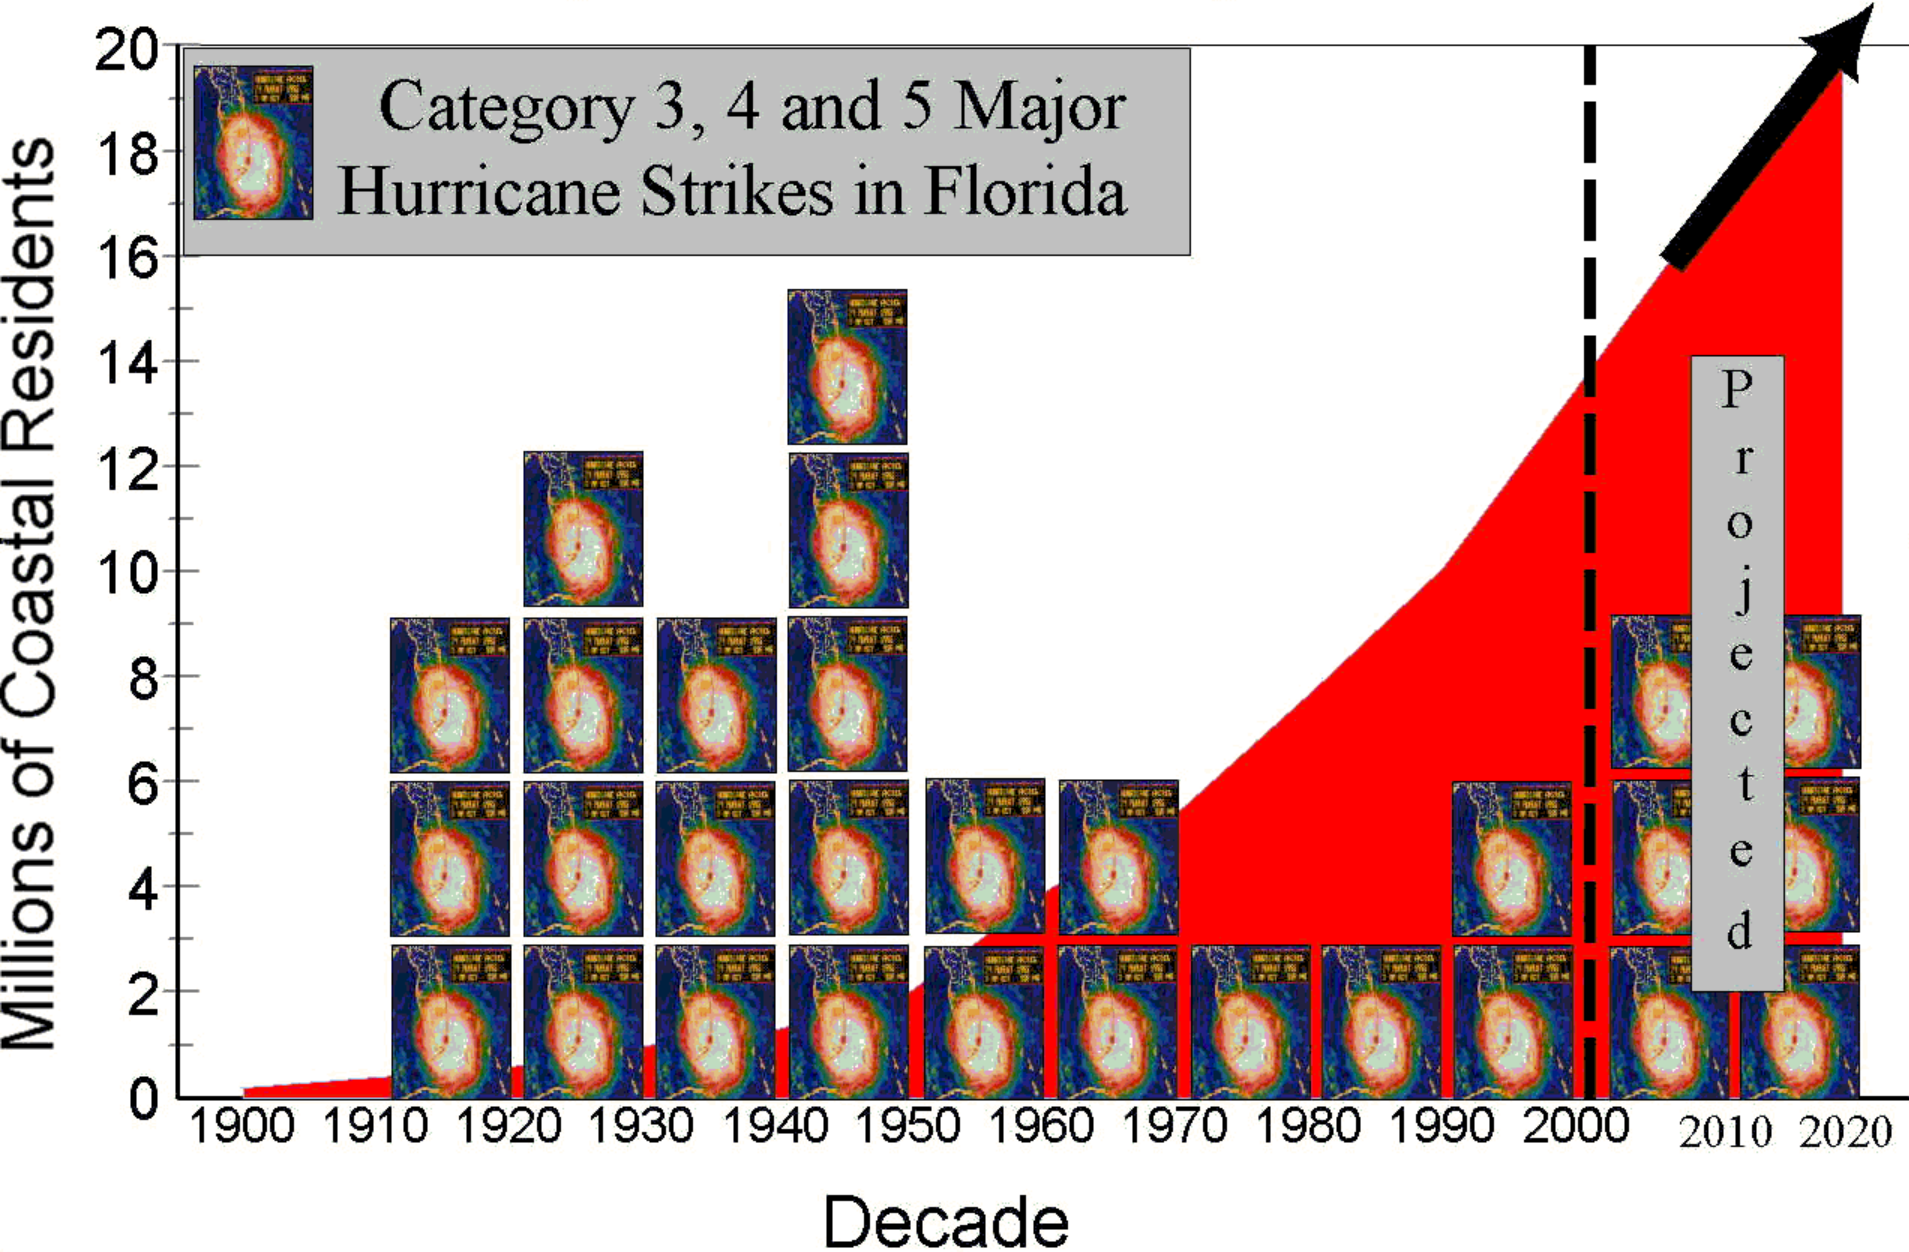 20
18
16
14
12
10
8
6
4
2
0
Millions of Coastal Residents
Category 3, 4 and 5 Major
Hurricane Strikes in Florida
Projected
1900 1910 1920 1930 1940 1950 1960 1970 1980 1990 2000 2010 2020
Decade